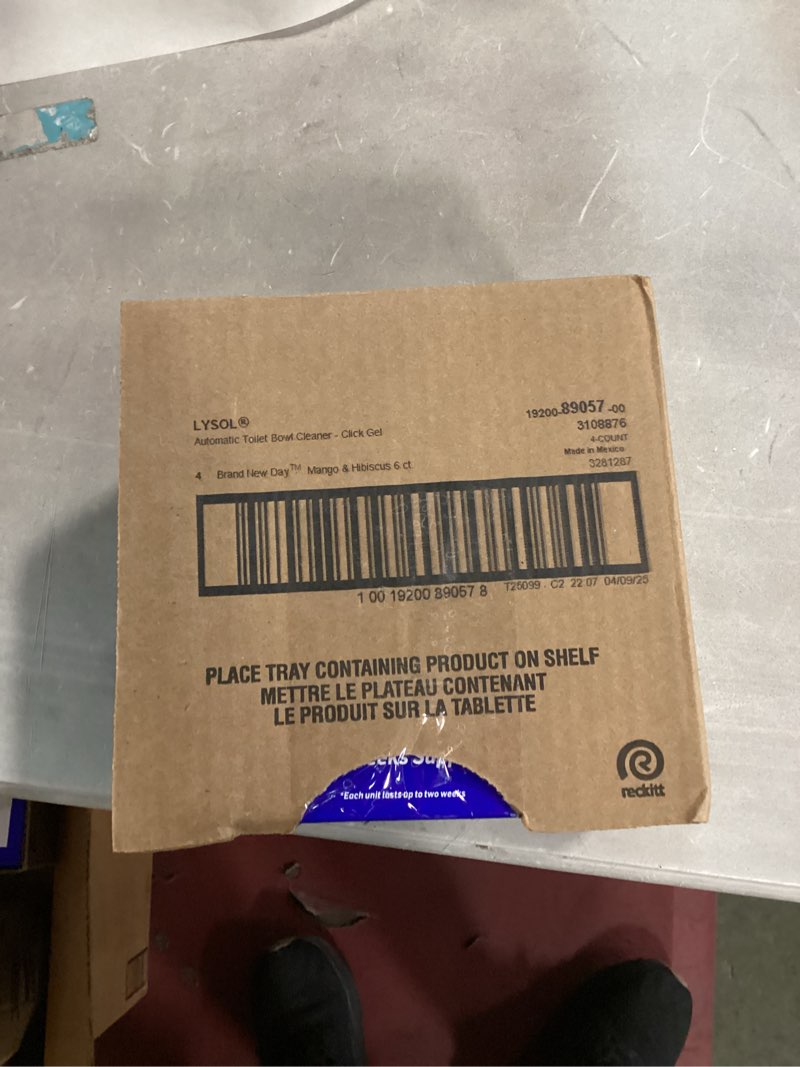 LYSOL®
Automatic Toilet Bowl Cleaner - Click Gel
4 Brand New Day™ Mango & Hibiscus 6 ct.
19200-89057-00
3108876
4-COUNT
Made in Mexico
3281287
1 00 19200 89057 8
T25099 C2 22:07 04/09/25
PLACE TRAY CONTAINING PRODUCT ON SHELF
METTRE LE PLATEAU CONTENANT
LE PRODUIT SUR LA TABLETTE
*Each unit lasts up to two weeks
reckitt